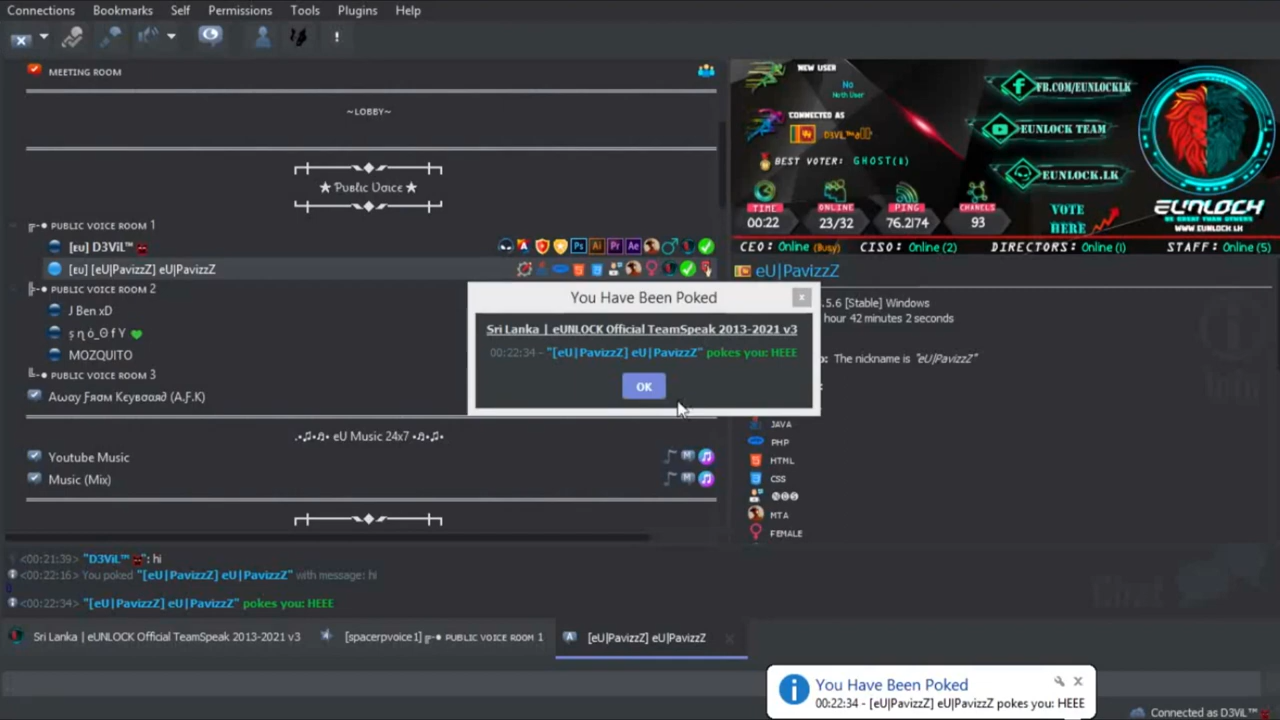 Connections Bookmarks Self Permissions Tools Plugins Help
MEETING ROOM
~LOBBY~
★ Public Voice ★
PUBLIC VOICE ROOM 1
[eu] D3ViL™
[eu] [eU|PavizzZ] eU|PavizzZ
PUBLIC VOICE ROOM 2
J Ben xD
MOZQUITO
PUBLIC VOICE ROOM 3
Away From Keyboard (A.F.K)
eU Music 24x7
Youtube Music
Music (Mix)
NEW USER
No
CONNECTED AS
BEST VOTER: GHOST(8)
TIME
00:22
ONLINE
23/32
PING
76.2174
CHANELS
93
FB.COM/EUNLOCKLK
EUNLOCK TEAM
EUNLOCK.LK
VOTE
HERE
EUNLOCK
BE GREAT THAN OTHERS
WWW.EUNLOCK.LK
CEO: Online (Busy) CISO: Online (2) DIRECTORS: Online (1) STAFF: Online (5)
eU|PavizzZ
.5.6 [Stable] Windows
hour 42 minutes 2 seconds
The nickname is "eU|PavizzZ"
JAVA
PHP
HTML
CSS
MTA
FEMALE
Info
You Have Been Poked
x
Sri Lanka | eUNLOCK Official TeamSpeak 2013-2021 v3
00:22:34 - "[eU|PavizzZ] eU|PavizzZ" pokes you: HEEE
OK
<00:21:39> "D3ViL™ ": hi
<00:22:16> You poked "[eU|PavizzZ] eU|PavizzZ" with message: hi
<00:22:34> "[eU|PavizzZ] eU|PavizzZ" pokes you: HEEE
Chat
Sri Lanka | eUNLOCK Official TeamSpeak 2013-2021 v3
[spacerpvoice1] ╔-● PUBLIC VOICE ROOM 1
[eU|PavizzZ] eU|PavizzZ
You Have Been Poked
00:22:34 - [eU|PavizzZ] eU|PavizzZ pokes you: HEEE
Connected as D3ViL™